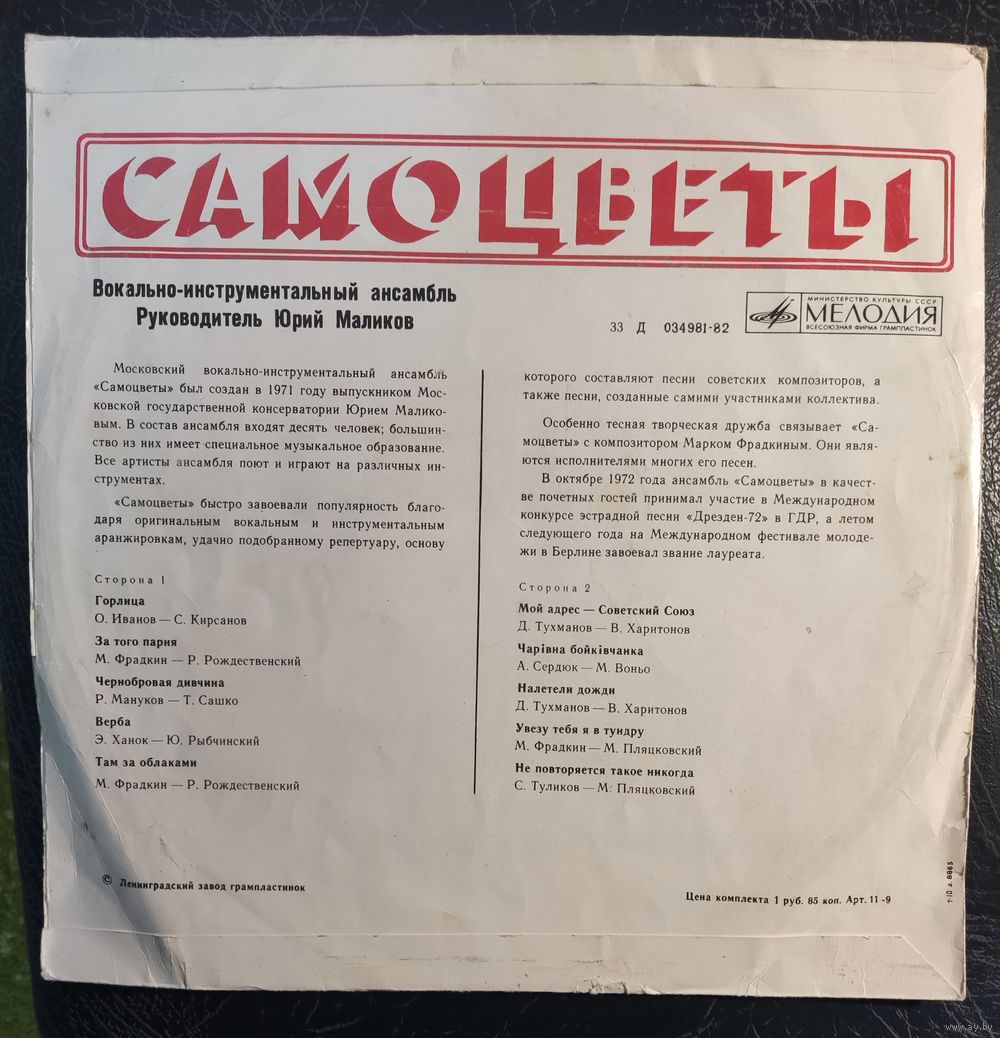 САМОЦВЕТЫ
Вокально-инструментальный ансамбль
Руководитель Юрий Маликов
33 Д 034981-82
МИНИСТЕРСТВО КУЛЬТУРЫ СССР
МЕЛОДИЯ
ВСЕСОЮЗНАЯ ФИРМА ГРАМПЛАСТИНОК
Московский вокально-инструментальный ансамбль
«Самоцветы» был создан в 1971 году выпускником Мос-
ковской государственной консерватории Юрием Малико-
вым. В состав ансамбля входят десять человек; большин-
ство из них имеет специальное музыкальное образование.
Все артисты ансамбля поют и играют на различных ин-
струментах.
«Самоцветы» быстро завоевали популярность благо-
даря оригинальным вокальным и инструментальным
аранжировкам, удачно подобранному репертуару, основу
которого составляют песни советских композиторов, а
также песни, созданные самими участниками коллектива.
Особенно тесная творческая дружба связывает «Са-
моцветы» с композитором Марком Фрадкиным. Они явля-
ются исполнителями многих его песен.
В октябре 1972 года ансамбль «Самоцветы» в качест-
ве почетных гостей принимал участие в Международном
конкурсе эстрадной песни «Дрезден-72» в ГДР, а летом
следующего года на Международном фестивале молоде-
жи в Берлине завоевал звание лауреата.
Сторона 1
Горлица
О. Иванов — С. Кирсанов
За того парня
М. Фрадкин — Р. Рождественский
Чернобровая дивчина
Р. Мануков — Т. Сашко
Верба
Э. Ханок — Ю. Рыбчинский
Там за облаками
М. Фрадкин — Р. Рождественский
Сторона 2
Мой адрес — Советский Союз
Д. Тухманов — В. Харитонов
Чарівна бойківчанка
А. Сердюк — М. Воньо
Налетели дожди
Д. Тухманов — В. Харитонов
Увезу тебя я в тундру
М. Фрадкин — М. Пляцковский
Не повторяется такое никогда
С. Туликов — М. Пляцковский
© Ленинградский завод грампластинок
Цена комплекта 1 руб. 85 коп. Арт. 11-9
т-10 з. 8865
www.ay.by